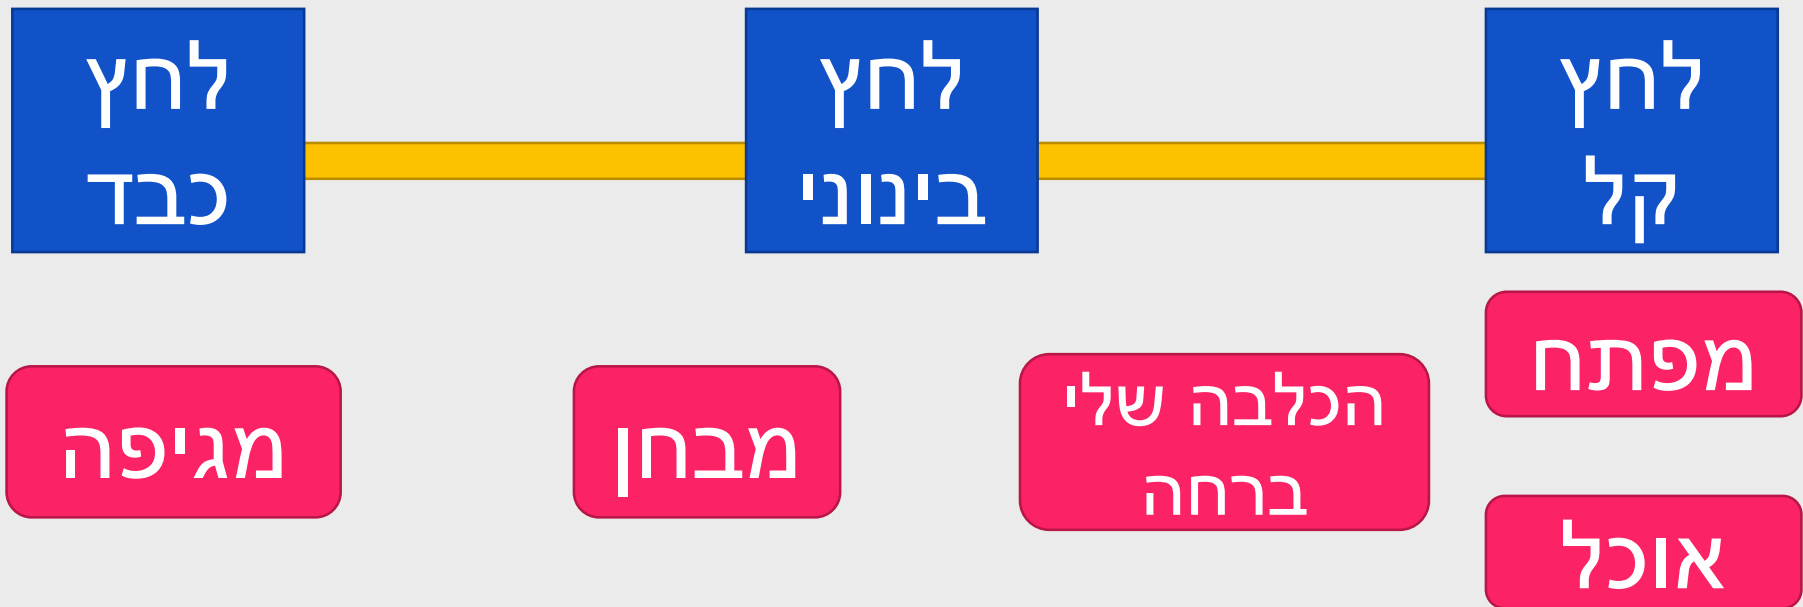 לחץ
קל
לחץ
בינוני
לחץ
כבד
מפתח
הכלבה שלי
ברחה
מבחן
מגיפה
אוכל